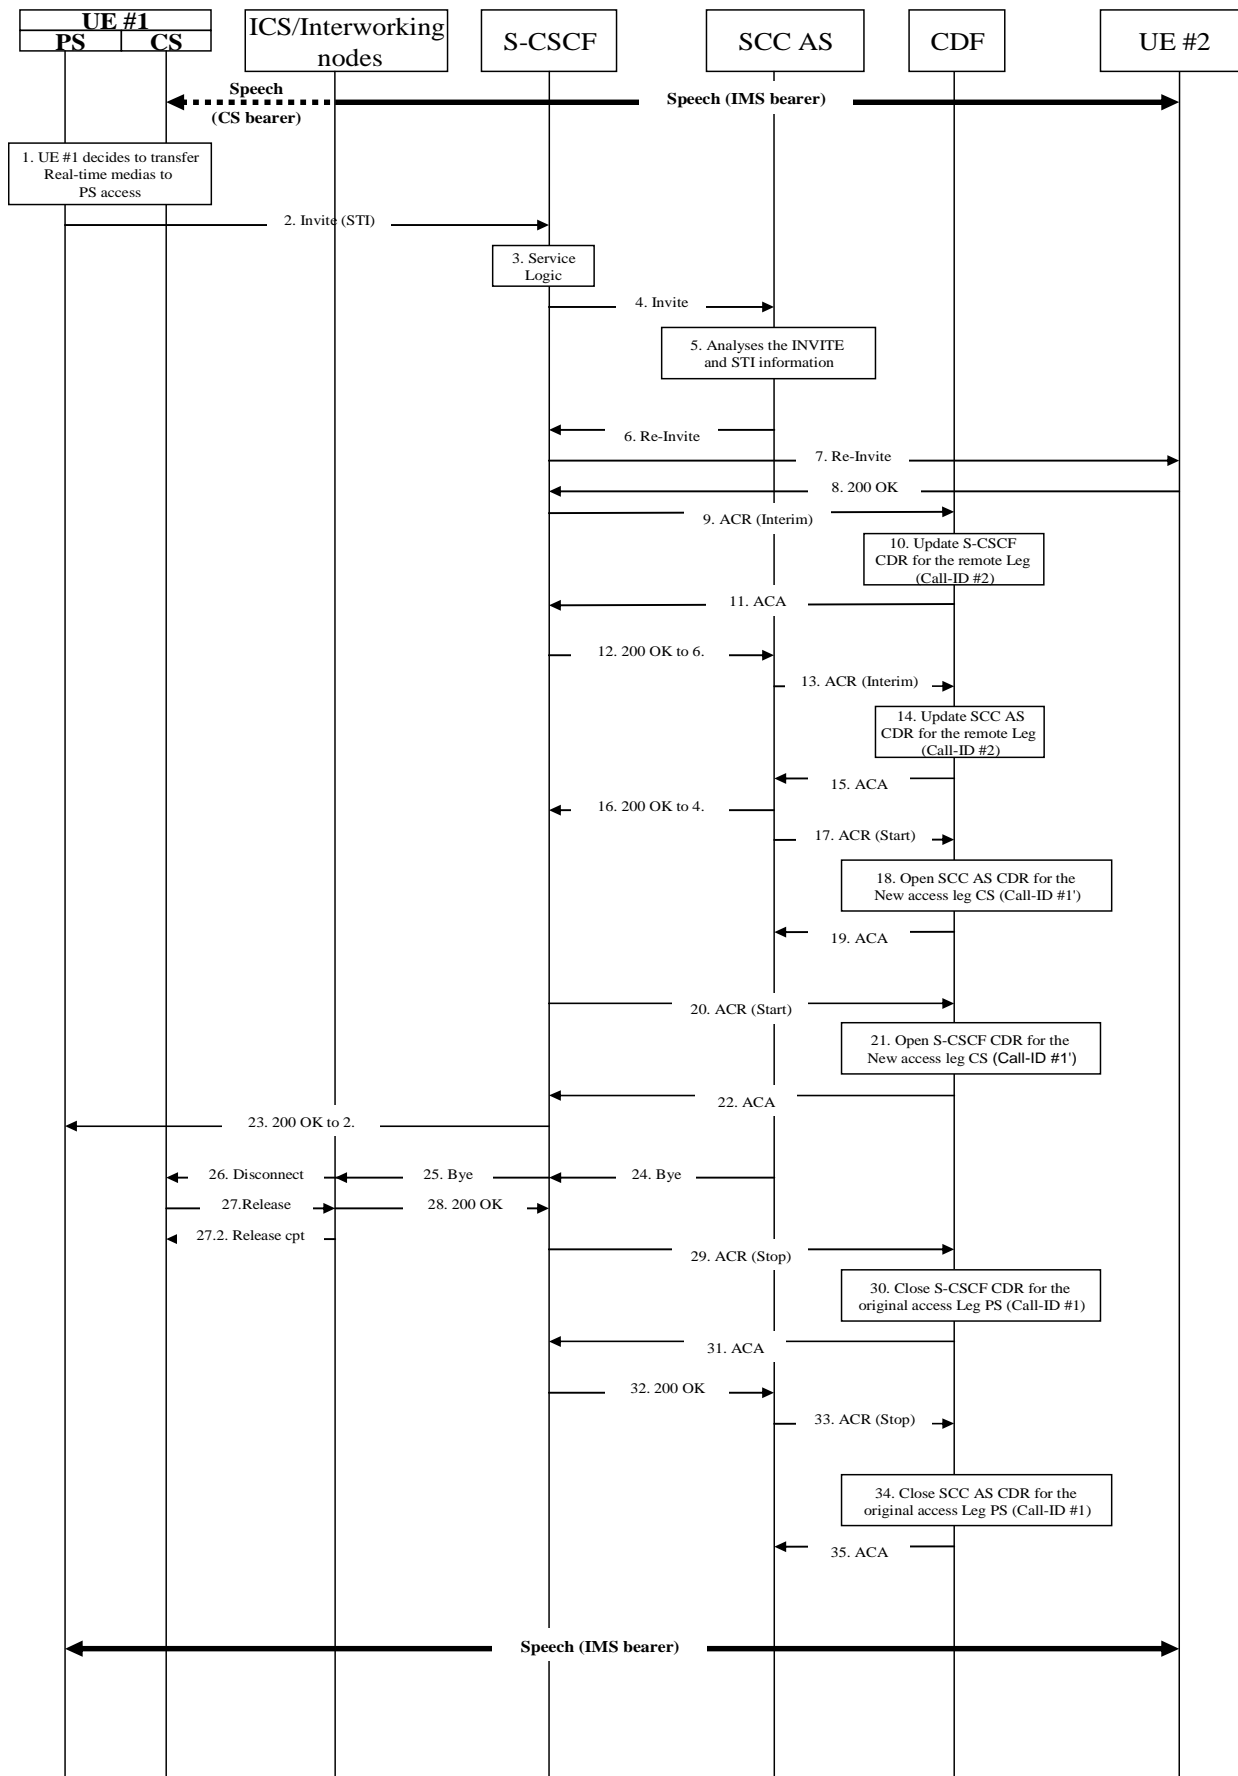 UE #1
PS CS
ICS/Interworking
nodes
S-CSCF
SCC AS
CDF
UE #2
Speech
(CS bearer)
Speech (IMS bearer)
1. UE #1 decides to transfer
Real-time medias to
PS access
2. Invite (STI)
3. Service
Logic
4. Invite
5. Analyses the INVITE
and STI information
6. Re-Invite
7. Re-Invite
8. 200 OK
9. ACR (Interim)
10. Update S-CSCF
CDR for the remote Leg
(Call-ID #2)
11. ACA
12. 200 OK to 6.
13. ACR (Interim)
14. Update SCC AS
CDR for the remote Leg
(Call-ID #2)
15. ACA
16. 200 OK to 4.
17. ACR (Start)
18. Open SCC AS CDR for the
New access leg CS (Call-ID #1')
19. ACA
20. ACR (Start)
21. Open S-CSCF CDR for the
New access leg CS (Call-ID #1')
22. ACA
23. 200 OK to 2.
26. Disconnect
25. Bye
24. Bye
27.Release
28. 200 OK
27.2. Release cpt
29. ACR (Stop)
30. Close S-CSCF CDR for the
original access Leg PS (Call-ID #1)
31. ACA
32. 200 OK
33. ACR (Stop)
34. Close SCC AS CDR for the
original access Leg PS (Call-ID #1)
35. ACA
Speech (IMS bearer)